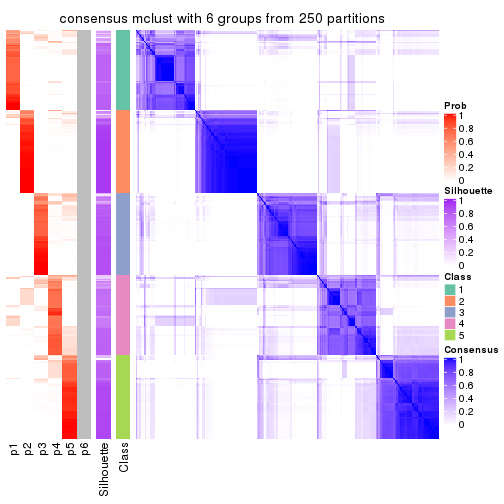 consensus mclust with 6 groups from 250 partitions
Prob
1
0.8
0.6
0.4
0.2
0
Silhouette
1
0.8
0.6
0.4
0.2
0
Class
1
2
3
4
5
Consensus
1
0.8
0.6
0.4
0.2
0
p1
p2
p3
p4
p5
p6
Silhouette
Class